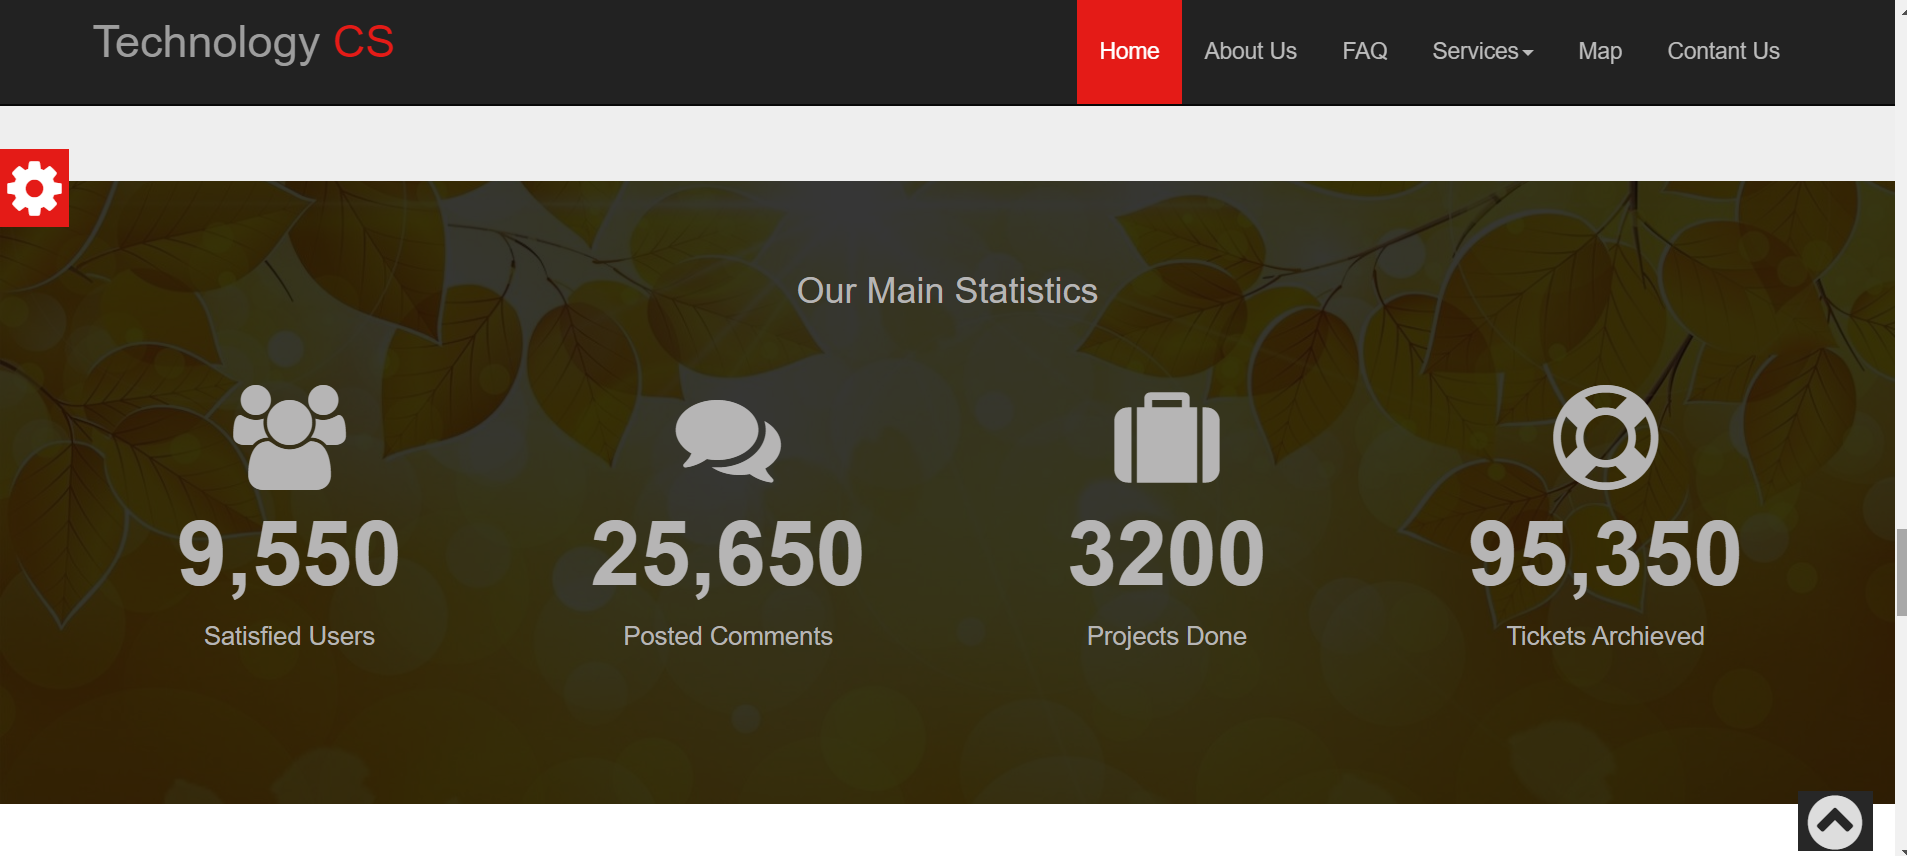 Technology CS
Home About Us FAQ Services Map Contant Us
Our Main Statistics
9,550 25,650 3200 95,350
Satisfied Users Posted Comments Projects Done Tickets Archieved